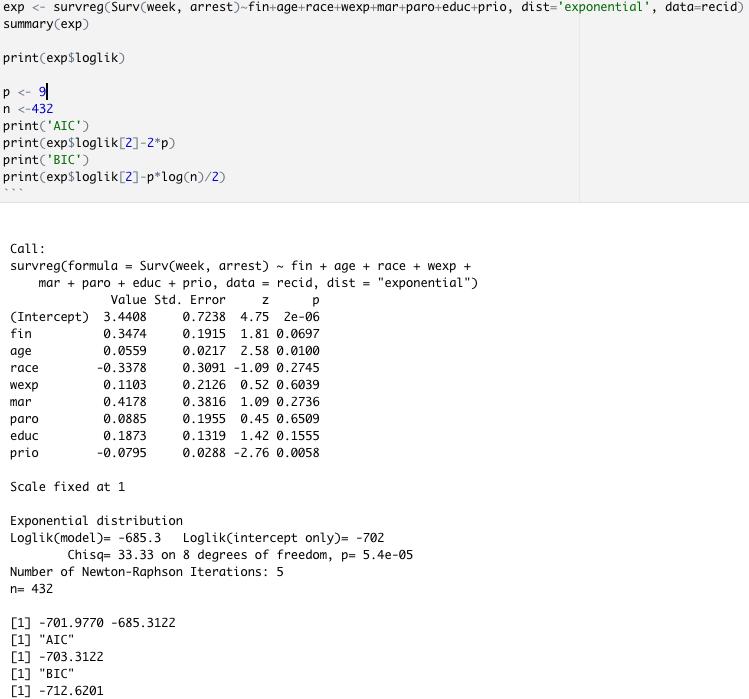 exp <- survreg(Surv(week, arrest)~fin+age+race+wexp+mar+paro+educ+prio, dist='exponential', data=recid)
summary(exp)
print(exp$loglik)
p <- 9
n <-432
print('AIC')
print(exp$loglik[2]-2*p)
print('BIC')
print(exp$loglik[2]-p*log(n)/2)
```
Call:
survreg(formula = Surv(week, arrest) ~ fin + age + race + wexp +
    mar + paro + educ + prio, data = recid, dist = "exponential")
              Value Std. Error     z     p
(Intercept)  3.4408     0.7238  4.75 2e-06
fin          0.3474     0.1915  1.81 0.0697
age          0.0559     0.0217  2.58 0.0100
race        -0.3378     0.3091 -1.09 0.2745
wexp         0.1103     0.2126  0.52 0.6039
mar          0.4178     0.3816  1.09 0.2736
paro         0.0885     0.1955  0.45 0.6509
educ         0.1873     0.1319  1.42 0.1555
prio        -0.0795     0.0288 -2.76 0.0058
Scale fixed at 1
Exponential distribution
Loglik(model)= -685.3   Loglik(intercept only)= -702
        Chisq= 33.33 on 8 degrees of freedom, p= 5.4e-05
Number of Newton-Raphson Iterations: 5
n= 432
[1] -701.9770 -685.3122
[1] "AIC"
[1] -703.3122
[1] "BIC"
[1] -712.6201